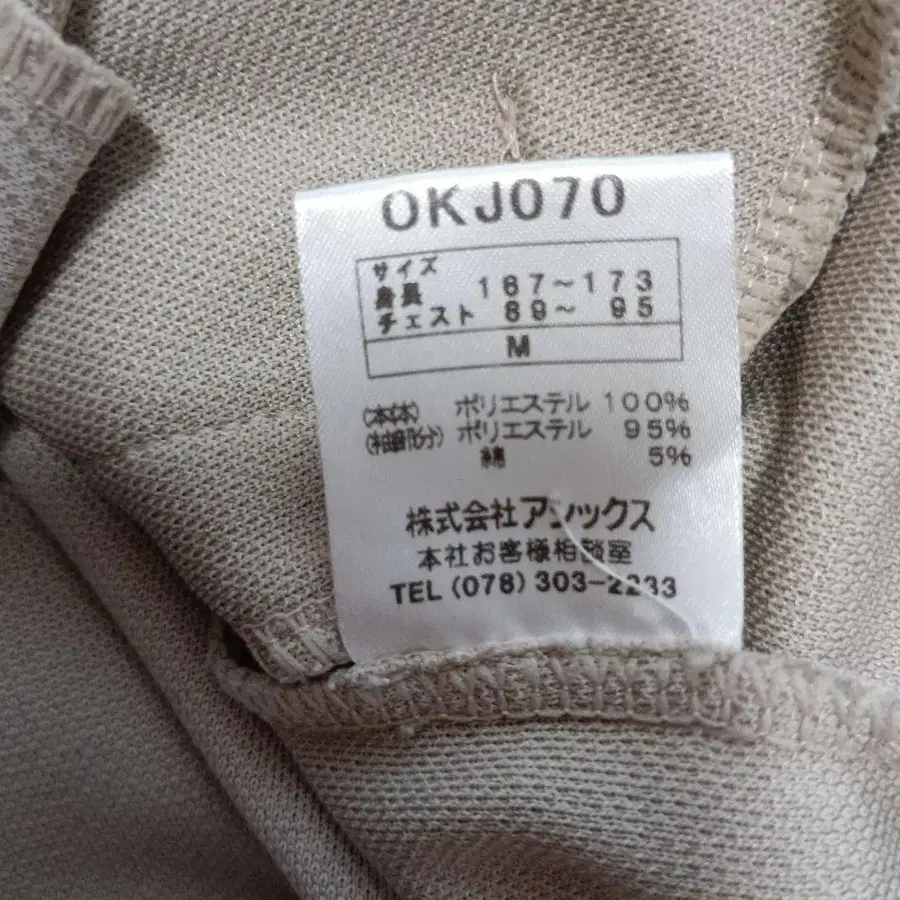 OKJ070
サイズ
身長 167～173
チェスト 89～ 95
M
(本体) ポリエステル 100%
(袖部分) ポリエステル 95%
綿 5%
株式会社アシックス
本社お客様相談室
TEL (078) 303-2233